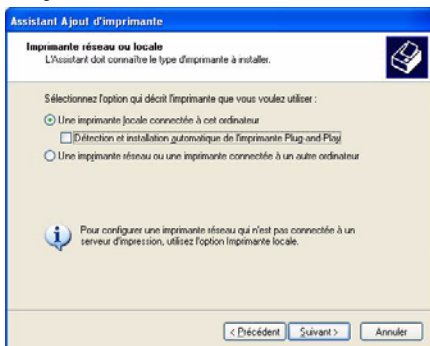 Assistant Ajout d'imprimante
Imprimante réseau ou locale
L'Assistant doit connaître le type d'imprimante à installer.
Sélectionnez l'option qui décrit l'imprimante que vous voulez utiliser :
Une imprimante locale connectée à cet ordinateur
Détection et installation automatique de l'imprimante Plug-and-Play
Une imprimante réseau ou une imprimante connectée à un autre ordinateur
Pour configurer une imprimante réseau qui n'est pas connectée à un
serveur d'impression, utilisez l'option Imprimante locale.
< Précédent Suivant > Annuler